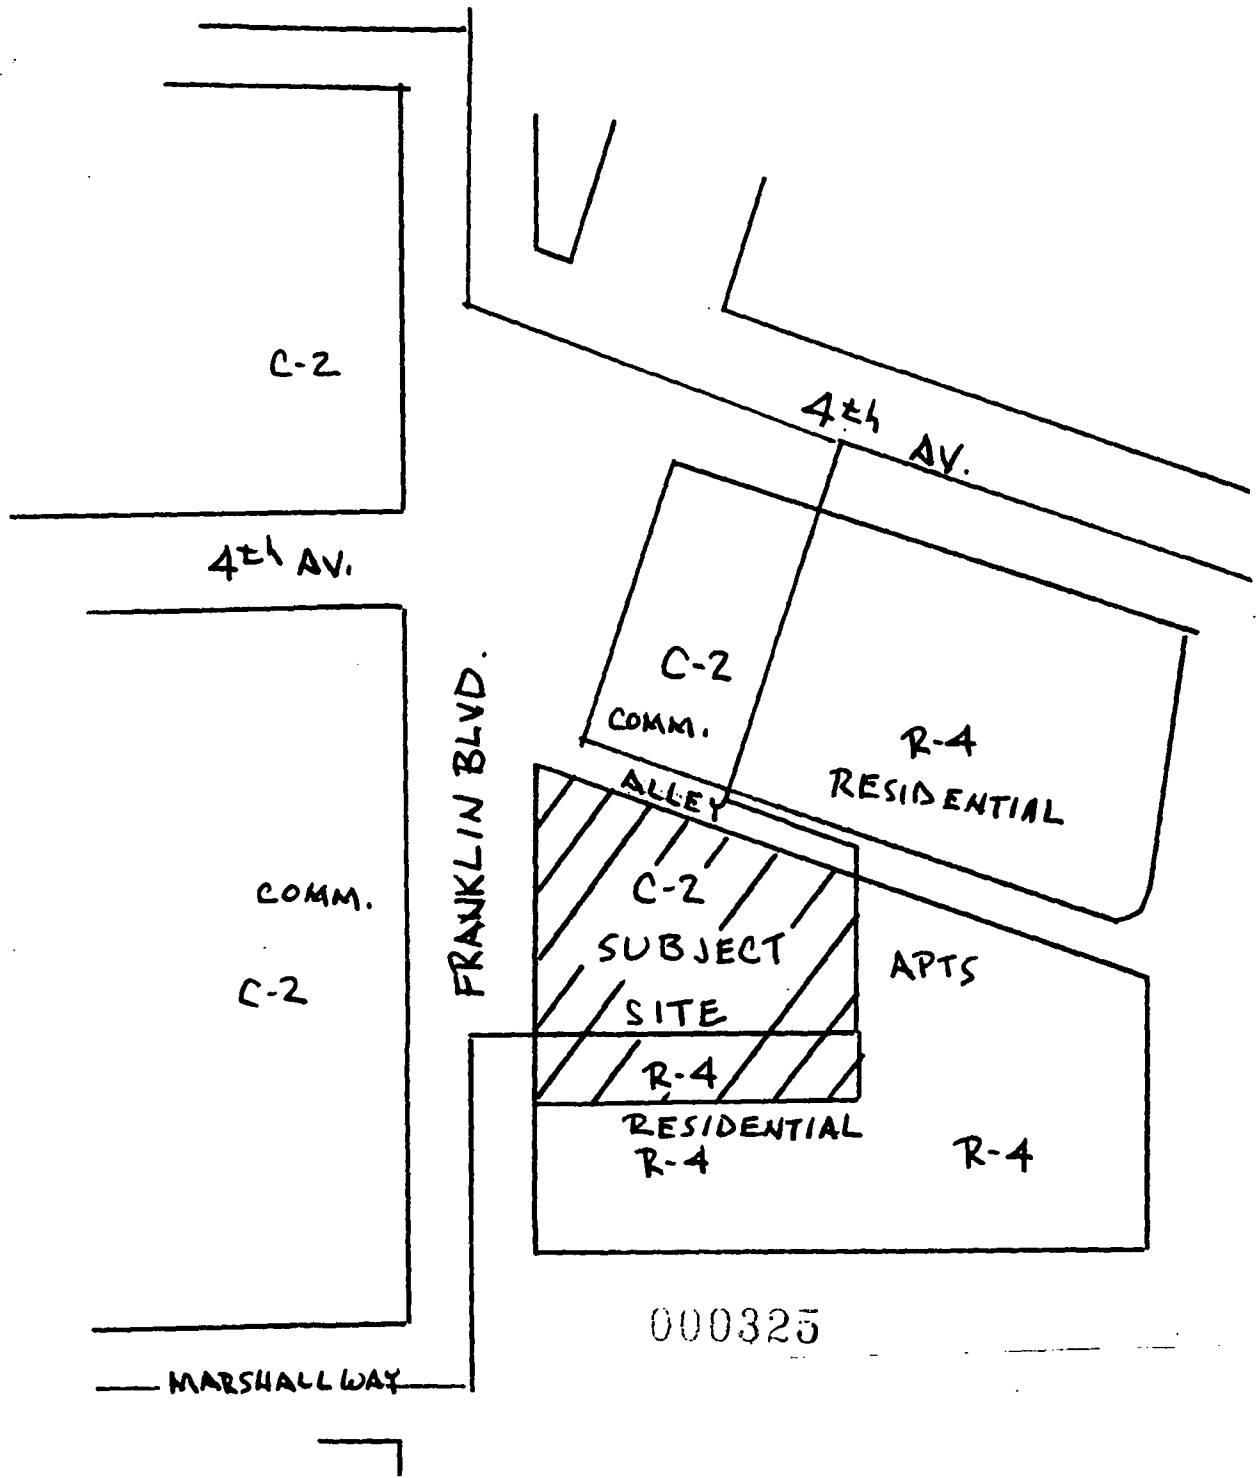 C-2
4th
AV.
4th AV.
C-2
COMM.
FRANKLIN BLVD.
R-4
RESIDENTIAL
ALLEY
COMM.
C-2
C-2
SUBJECT
SITE
APTS
R-4
RESIDENTIAL
R-4
R-4
000325
MARSHALL WAY